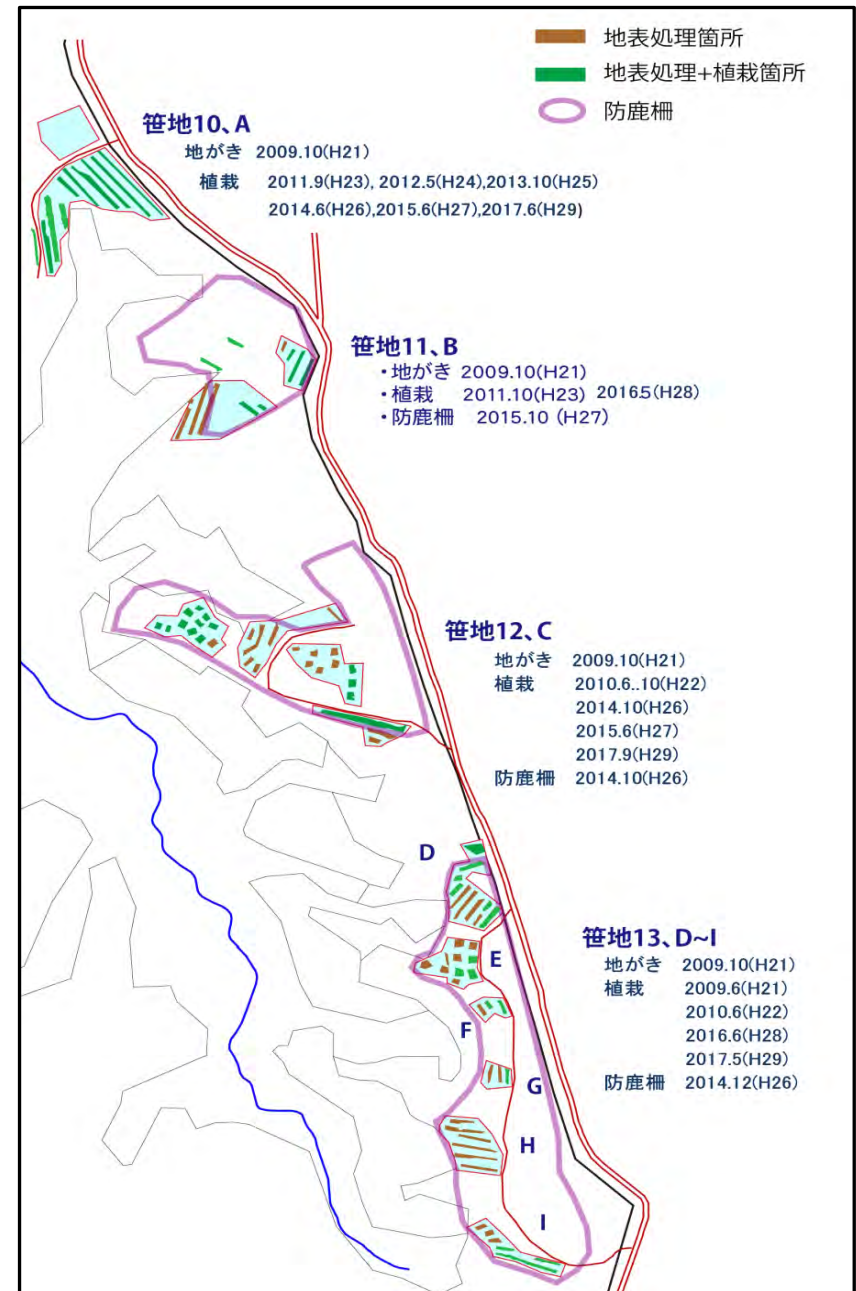 地表処理箇所
地表処理+植栽箇所
防鹿柵
笹地10、A
地がき 2009.10(H21)
植栽 2011.9(H23), 2012.5(H24),2013.10(H25)
2014.6(H26),2015.6(H27),2017.6(H29)
笹地11、B
・地がき 2009.10(H21)
・植栽 2011.10(H23) 2016.5(H28)
・防鹿柵 2015.10 (H27)
笹地12、C
地がき 2009.10(H21)
植栽 2010.6..10(H22)
2014.10(H26)
2015.6(H27)
2017.9(H29)
防鹿柵 2014.10(H26)
D
笹地13、D~I
地がき 2009.10(H21)
植栽 2009.6(H21)
2010.6(H22)
2016.6(H28)
2017.5(H29)
防鹿柵 2014.12(H26)
E
F
G
H
I